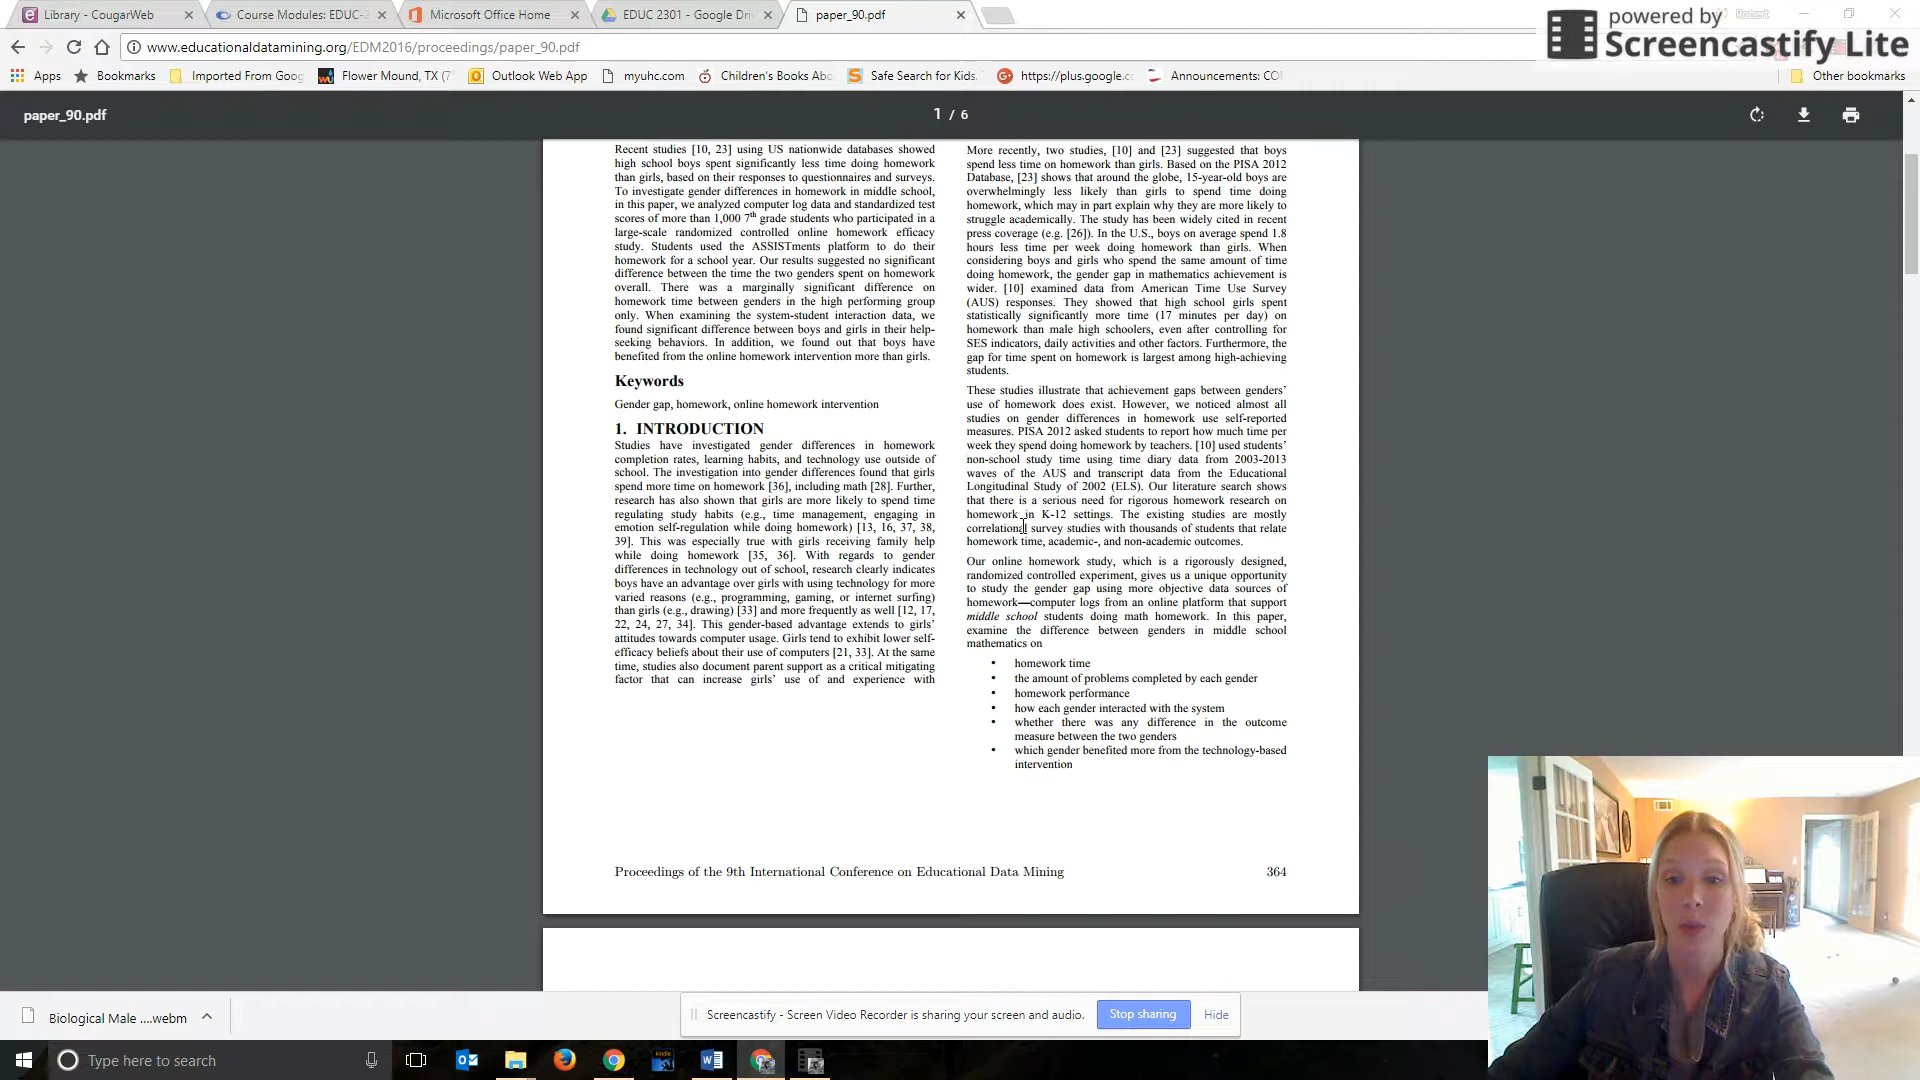 Library - CougarWeb
Course Modules: EDUC-2
Microsoft Office Home
EDUC 2301 - Google Dri
paper_90.pdf
Robert
powered by
Screencastify Lite
www.educationaldatamining.org/EDM2016/proceedings/paper_90.pdf
Apps
Bookmarks
Imported From Goog
Flower Mound, TX (7
Outlook Web App
myuhc.com
Children's Books Abo
Safe Search for Kids.
https://plus.google.c
Announcements: CO
Other bookmarks
paper_90.pdf
1 / 6
Recent studies [10, 23] using US nationwide databases showed
high school boys spent significantly less time doing homework
than girls, based on their responses to questionnaires and surveys.
To investigate gender differences in homework in middle school,
in this paper, we analyzed computer log data and standardized test
scores of more than 1,000 7th grade students who participated in a
large-scale randomized controlled online homework efficacy
study. Students used the ASSISTments platform to do their
homework for a school year. Our results suggested no significant
difference between the time the two genders spent on homework
overall. There was a marginally significant difference on
homework time between genders in the high performing group
only. When examining the system-student interaction data, we
found significant difference between boys and girls in their help-
seeking behaviors. In addition, we found out that boys have
benefited from the online homework intervention more than girls.
Keywords
Gender gap, homework, online homework intervention
1. INTRODUCTION
Studies have investigated gender differences in homework
completion rates, learning habits, and technology use outside of
school. The investigation into gender differences found that girls
spend more time on homework [36], including math [28]. Further,
research has also shown that girls are more likely to spend time
regulating study habits (e.g., time management, engaging in
emotion self-regulation while doing homework) [13, 16, 37, 38,
39]. This was especially true with girls receiving family help
while doing homework [35, 36]. With regards to gender
differences in technology out of school, research clearly indicates
boys have an advantage over girls with using technology for more
varied reasons (e.g., programming, gaming, or internet surfing)
than girls (e.g., drawing) [33] and more frequently as well [12, 17,
22, 24, 27, 34]. This gender-based advantage extends to girls'
attitudes towards computer usage. Girls tend to exhibit lower self-
efficacy beliefs about their use of computers [21, 33]. At the same
time, studies also document parent support as a critical mitigating
factor that can increase girls' use of and experience with
More recently, two studies, [10] and [23] suggested that boys
spend less time on homework than girls. Based on the PISA 2012
Database, [23] shows that around the globe, 15-year-old boys are
overwhelmingly less likely than girls to spend time doing
homework, which may in part explain why they are more likely to
struggle academically. The study has been widely cited in recent
press coverage (e.g. [26]). In the U.S., boys on average spend 1.8
hours less time per week doing homework than girls. When
considering boys and girls who spend the same amount of time
doing homework, the gender gap in mathematics achievement is
wider. [10] examined data from American Time Use Survey
(AUS) responses. They showed that high school girls spent
statistically significantly more time (17 minutes per day) on
homework than male high schoolers, even after controlling for
SES indicators, daily activities and other factors. Furthermore, the
gap for time spent on homework is largest among high-achieving
students.
These studies illustrate that achievement gaps between genders'
use of homework does exist. However, we noticed almost all
studies on gender differences in homework use self-reported
measures. PISA 2012 asked students to report how much time per
week they spend doing homework by teachers. [10] used students'
non-school study time using time diary data from 2003-2013
waves of the AUS and transcript data from the Educational
Longitudinal Study of 2002 (ELS). Our literature search shows
that there is a serious need for rigorous homework research on
homework in K-12 settings. The existing studies are mostly
correlational survey studies with thousands of students that relate
homework time, academic-, and non-academic outcomes.
Our online homework study, which is a rigorously designed,
randomized controlled experiment, gives us a unique opportunity
to study the gender gap using more objective data sources of
homework—computer logs from an online platform that support
middle school students doing math homework. In this paper,
examine the difference between genders in middle school
mathematics on
• homework time
• the amount of problems completed by each gender
• homework performance
• how each gender interacted with the system
• whether there was any difference in the outcome
measure between the two genders
• which gender benefited more from the technology-based
intervention
Proceedings of the 9th International Conference on Educational Data Mining
364
Biological Male ....webm
Screencastify - Screen Video Recorder is sharing your screen and audio.
Stop sharing
Hide
Type here to search
kindle